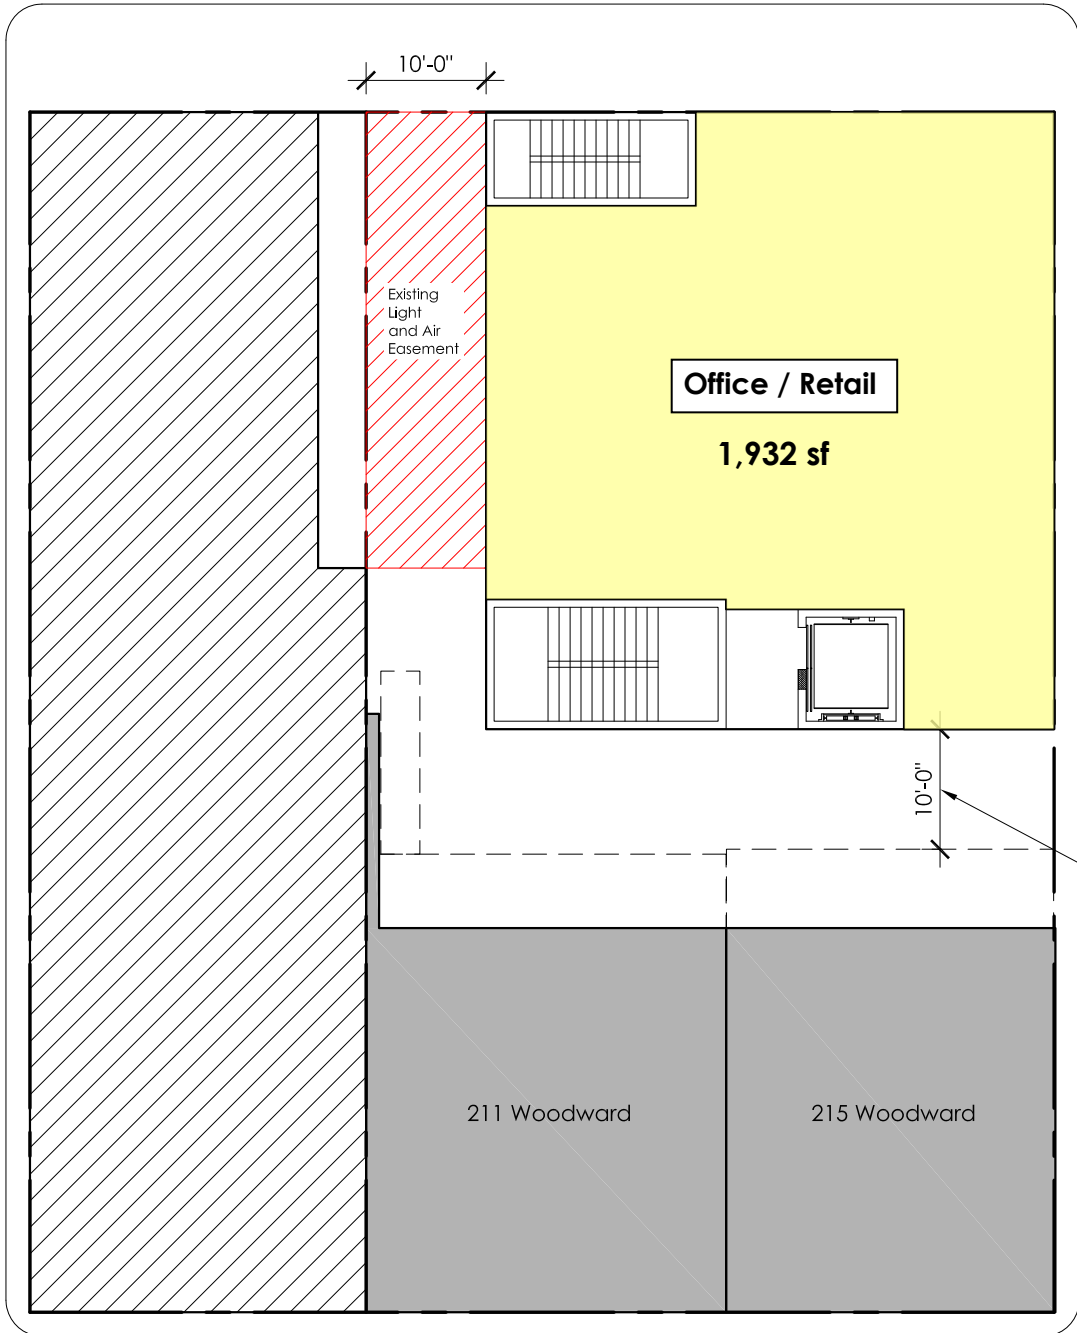 10'-0"
Existing
Light
and Air
Easement
Office / Retail
1,932 sf
10'-0"
211 Woodward
215 Woodward